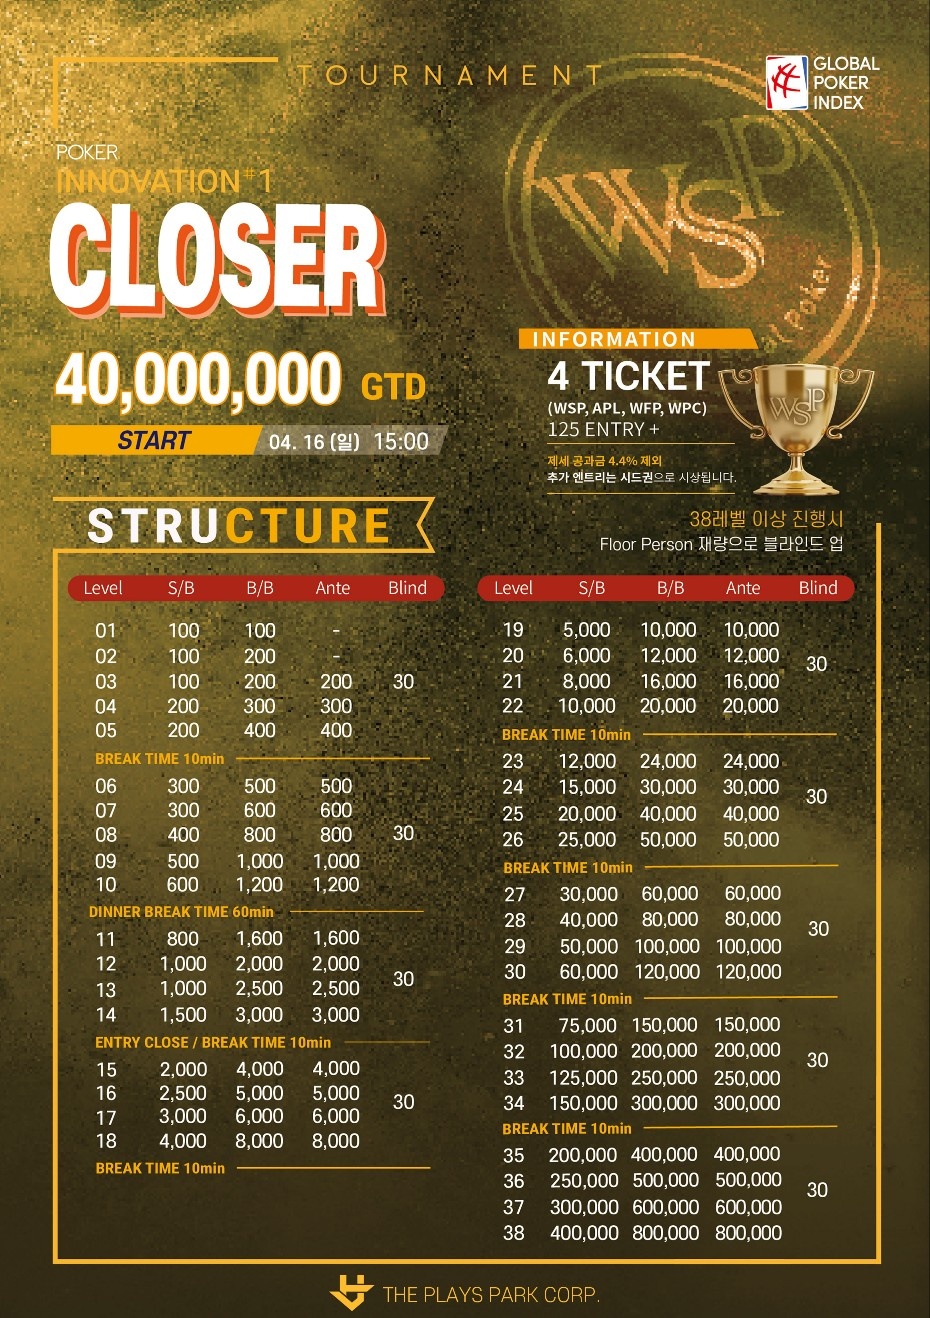 TOURNAMENT
GLOBAL
POKER
INDEX
POKER
INNOVATION#1
CLOSER
WSP
Poker
40,000,000 GTD
START 04. 16 (일) 15:00
INFORMATION
4 TICKET
(WSP, APL, WFP, WPC)
125 ENTRY +
WSP
제세 공과금 4.4% 제외
추가 엔트리는 시드권으로 시상됩니다.
STRUCTURE
38레벨 이상 진행시
Floor Person 재량으로 블라인드 업
Level S/B B/B Ante Blind
01 100 100 -
02 100 200 -
03 100 200 200 30
04 200 300 300
05 200 400 400
BREAK TIME 10min
06 300 500 500
07 300 600 600
08 400 800 800 30
09 500 1,000 1,000
10 600 1,200 1,200
DINNER BREAK TIME 60min
11 800 1,600 1,600
12 1,000 2,000 2,000
30
13 1,000 2,500 2,500
14 1,500 3,000 3,000
ENTRY CLOSE / BREAK TIME 10min
15 2,000 4,000 4,000
16 2,500 5,000 5,000
30
17 3,000 6,000 6,000
18 4,000 8,000 8,000
BREAK TIME 10min
Level S/B B/B Ante Blind
19 5,000 10,000 10,000
20 6,000 12,000 12,000
30
21 8,000 16,000 16,000
22 10,000 20,000 20,000
BREAK TIME 10min
23 12,000 24,000 24,000
24 15,000 30,000 30,000
30
25 20,000 40,000 40,000
26 25,000 50,000 50,000
BREAK TIME 10min
27 30,000 60,000 60,000
28 40,000 80,000 80,000
30
29 50,000 100,000 100,000
30 60,000 120,000 120,000
BREAK TIME 10min
31 75,000 150,000 150,000
32 100,000 200,000 200,000
30
33 125,000 250,000 250,000
34 150,000 300,000 300,000
BREAK TIME 10min
35 200,000 400,000 400,000
36 250,000 500,000 500,000
30
37 300,000 600,000 600,000
38 400,000 800,000 800,000
THE PLAYS PARK CORP.